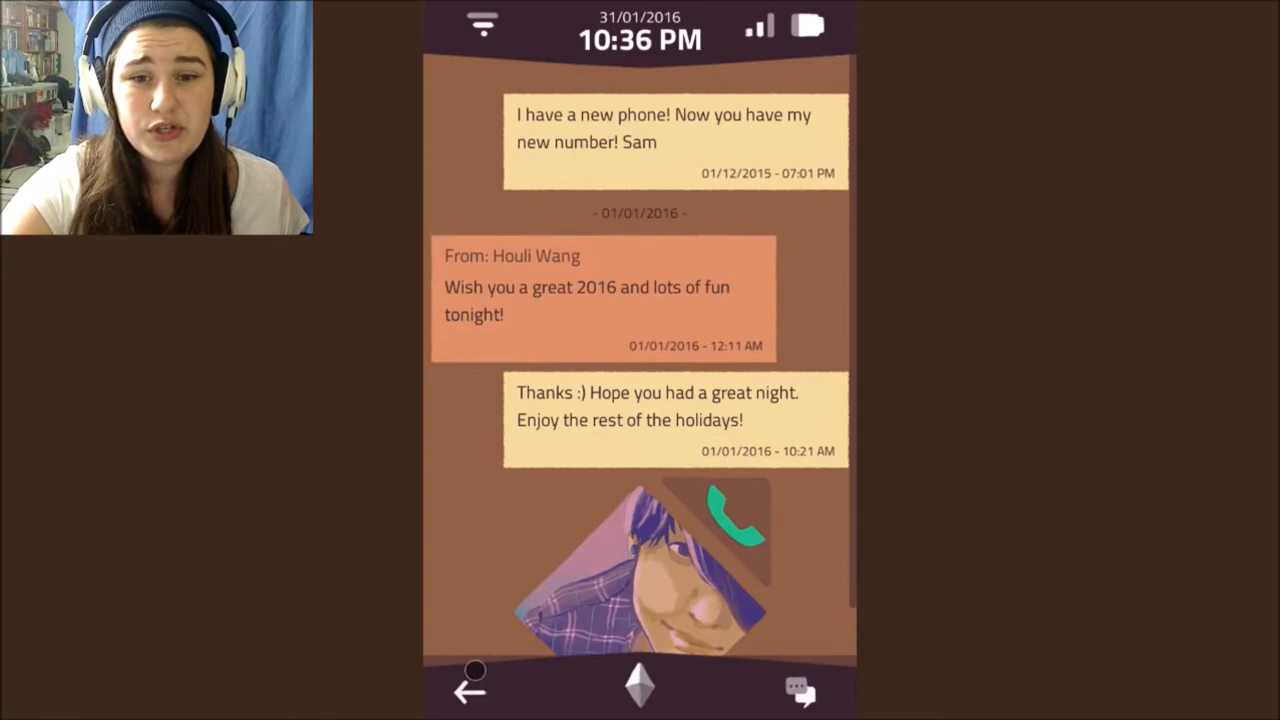 31/01/2016
10:36 PM
I have a new phone! Now you have my
new number! Sam
01/12/2015 - 07:01 PM
- 01/01/2016 -
From: Houli Wang
Wish you a great 2016 and lots of fun
tonight!
01/01/2016 - 12:11 AM
Thanks :) Hope you had a great night.
Enjoy the rest of the holidays!
01/01/2016 - 10:21 AM